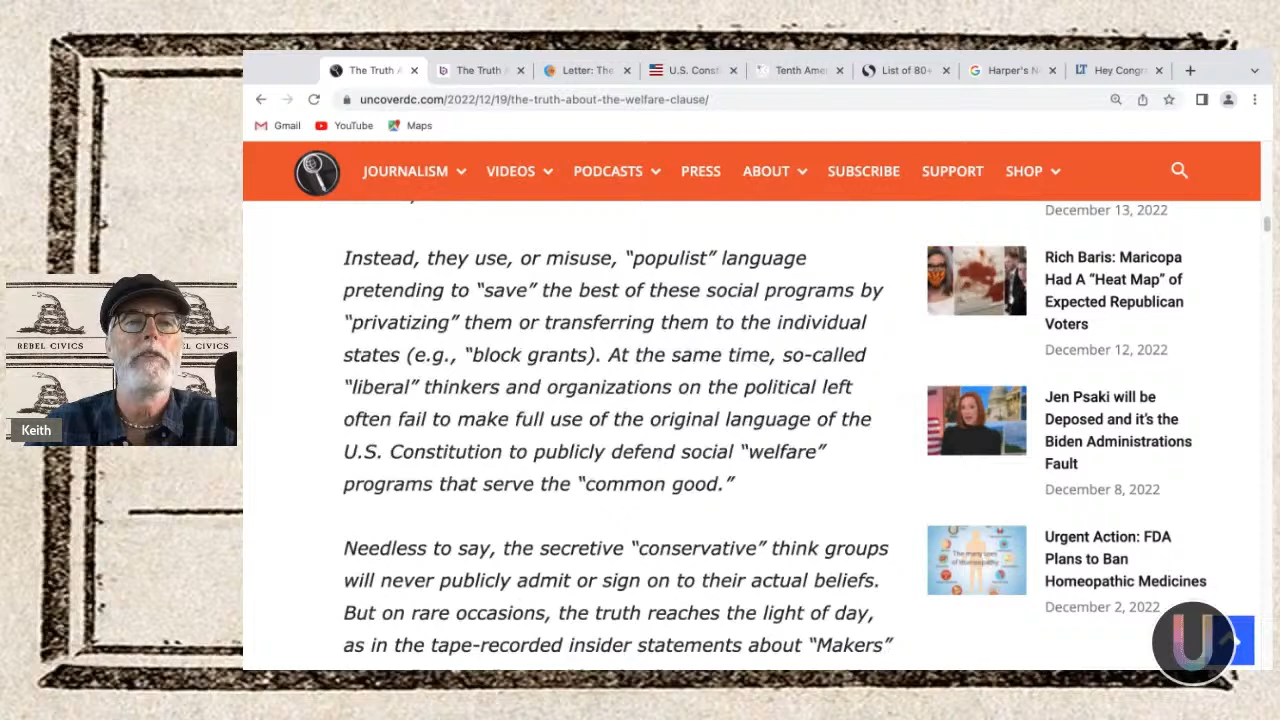 The Truth A
The Truth
Letter: The
U.S. Const
Tenth Ame
List of 80+
Harper's N
Hey Congr
uncoverdc.com/2022/12/19/the-truth-about-the-welfare-clause/
Gmail
YouTube
Maps
JOURNALISM
VIDEOS
PODCASTS
PRESS
ABOUT
SUBSCRIBE
SUPPORT
SHOP
Instead, they use, or misuse, “populist” language
pretending to “save” the best of these social programs by
“privatizing” them or transferring them to the individual
states (e.g., “block grants). At the same time, so-called
“liberal” thinkers and organizations on the political left
often fail to make full use of the original language of the
U.S. Constitution to publicly defend social “welfare”
programs that serve the “common good.”
Needless to say, the secretive “conservative” think groups
will never publicly admit or sign on to their actual beliefs.
But on rare occasions, the truth reaches the light of day,
as in the tape-recorded insider statements about “Makers”
December 13, 2022
Rich Baris: Maricopa
Had A “Heat Map” of
Expected Republican
Voters
December 12, 2022
Jen Psaki will be
Deposed and it’s the
Biden Administrations
Fault
December 8, 2022
The many uses
of Homeopathy
Urgent Action: FDA
Plans to Ban
Homeopathic Medicines
December 2, 2022
U
REBEL CIVICS
L CIVICS
Keith